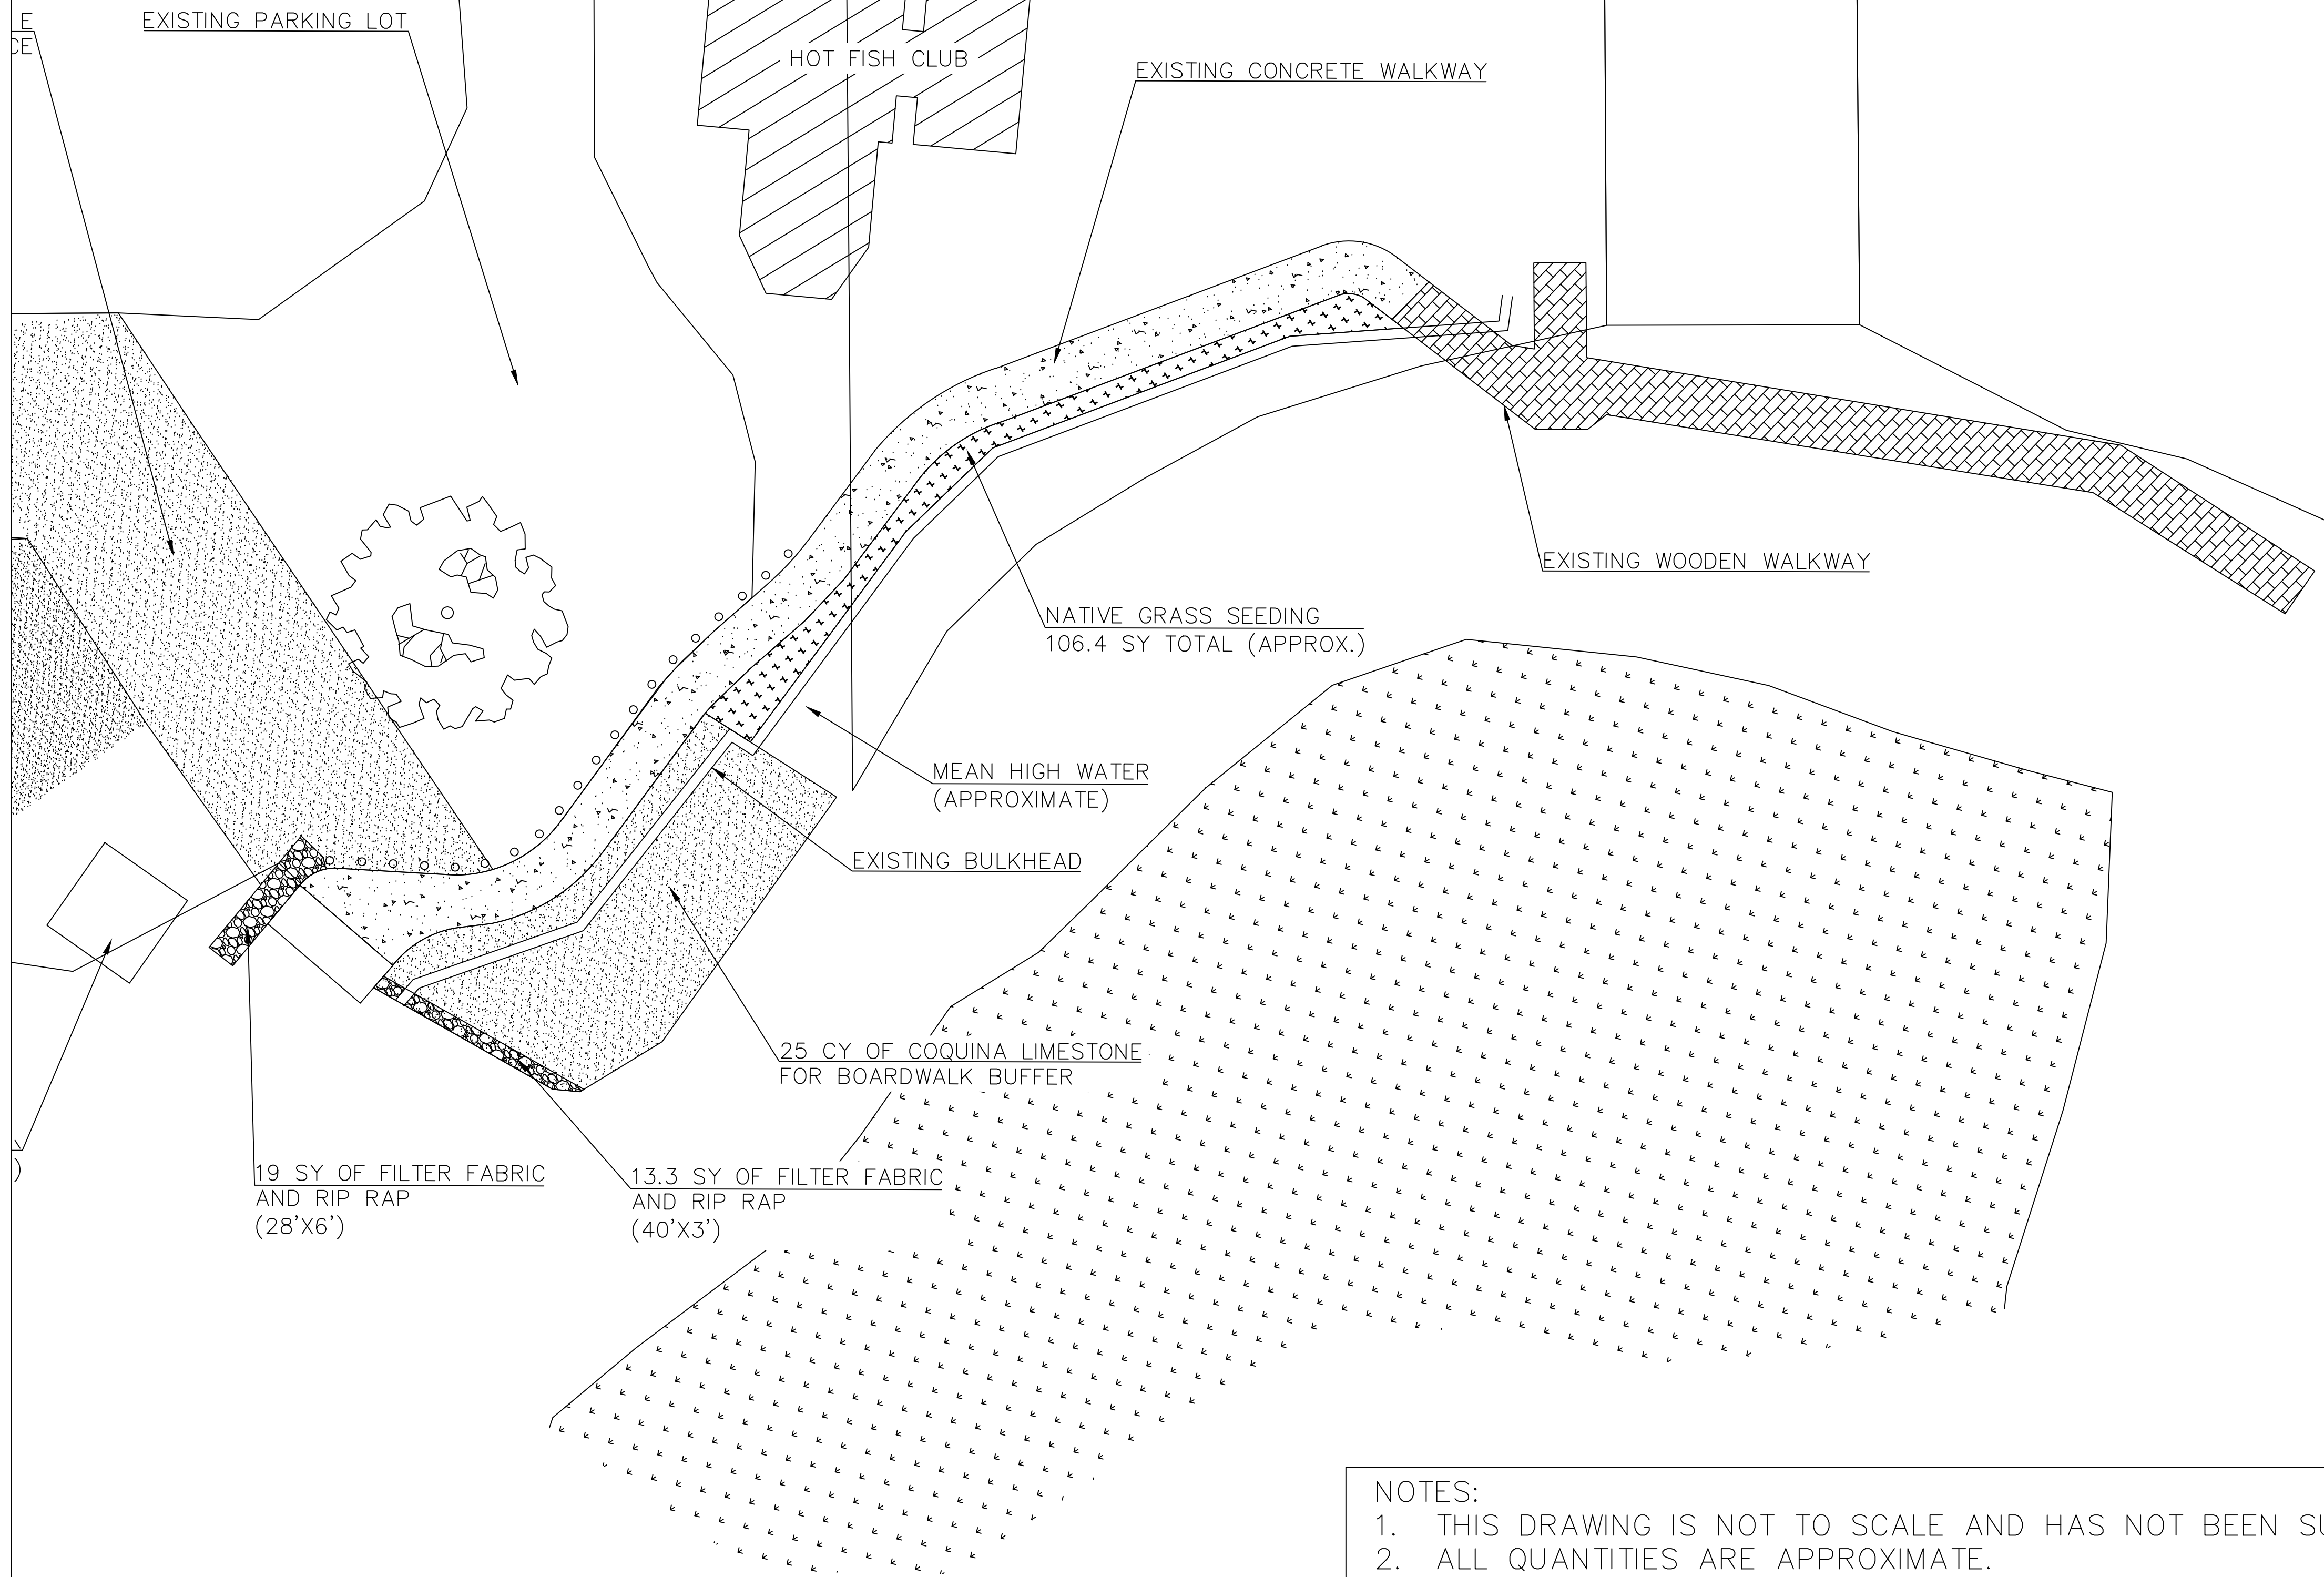 EXISTING PARKING LOT
HOT FISH CLUB
EXISTING CONCRETE WALKWAY
EXISTING WOODEN WALKWAY
NATIVE GRASS SEEDING
106.4 SY TOTAL (APPROX.)
MEAN HIGH WATER
(APPROXIMATE)
EXISTING BULKHEAD
25 CY OF COQUINA LIMESTONE
FOR BOARDWALK BUFFER
19 SY OF FILTER FABRIC
AND RIP RAP
(28'X6')
13.3 SY OF FILTER FABRIC
AND RIP RAP
(40'X3')
NOTES:
1. THIS DRAWING IS NOT TO SCALE AND HAS NOT BEEN
2. ALL QUANTITIES ARE APPROXIMATE.